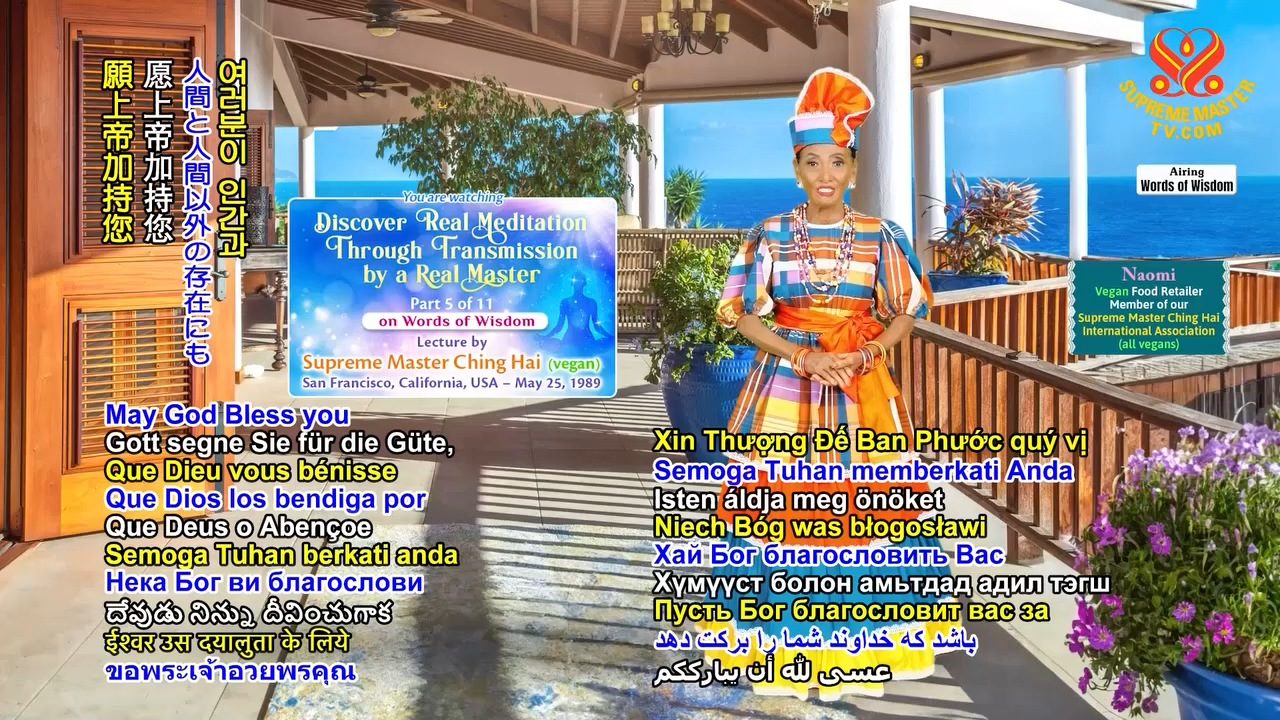 願上帝加持您
愿上帝加持您
人間と人間以外の存在にも
여러분이 인간과
You are watching
Discover Real Meditation
Through Transmission
by a Real Master
Part 5 of 11
on Words of Wisdom
Lecture by
Supreme Master Ching Hai (vegan)
San Francisco, California, USA – May 25, 1989
SUPREME MASTER
TV.COM
Airing
Words of Wisdom
Naomi
Vegan Food Retailer
Member of our
Supreme Master Ching Hai
International Association
(all vegans)
May God Bless you
Gott segne Sie für die Güte,
Que Dieu vous bénisse
Que Dios los bendiga por
Que Deus o Abençoe
Semoga Tuhan berkati anda
Нека Бог ви благослови
దేవుడు నిన్ను దీవించుగాక
ईश्वर उस दयालुता के लिये
ขอพระเจ้าอวยพรคุณ
Xin Thượng Đế Ban Phước quý vị
Semoga Tuhan memberkati Anda
Isten áldja meg önöket
Niech Bóg was błogosławi
Хай Бог благословить Вас
Хүмүүст болон амьтдад адил тэгш
Пусть Бог благословит вас за
باشد که خداوند شما را برکت دهد
عسى الله أن يبارككم